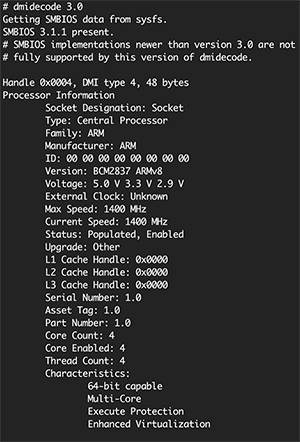 # dmidecode 3.0
Getting SMBIOS data from sysfs.
SMBIOS 3.1.1 present.
# SMBIOS implementations newer than version 3.0 are not
# fully supported by this version of dmidecode.

Handle 0x0004, DMI type 4, 48 bytes
Processor Information
        Socket Designation: Socket
        Type: Central Processor
        Family: ARM
        Manufacturer: ARM
        ID: 00 00 00 00 00 00 00 00
        Version: BCM2837 ARMv8
        Voltage: 5.0 V 3.3 V 2.9 V
        External Clock: Unknown
        Max Speed: 1400 MHz
        Current Speed: 1400 MHz
        Status: Populated, Enabled
        Upgrade: Other
        L1 Cache Handle: 0x0000
        L2 Cache Handle: 0x0000
        L3 Cache Handle: 0x0000
        Serial Number: 1.0
        Asset Tag: 1.0
        Part Number: 1.0
        Core Count: 4
        Core Enabled: 4
        Thread Count: 4
        Characteristics:
                64-bit capable
                Multi-Core
                Execute Protection
                Enhanced Virtualization